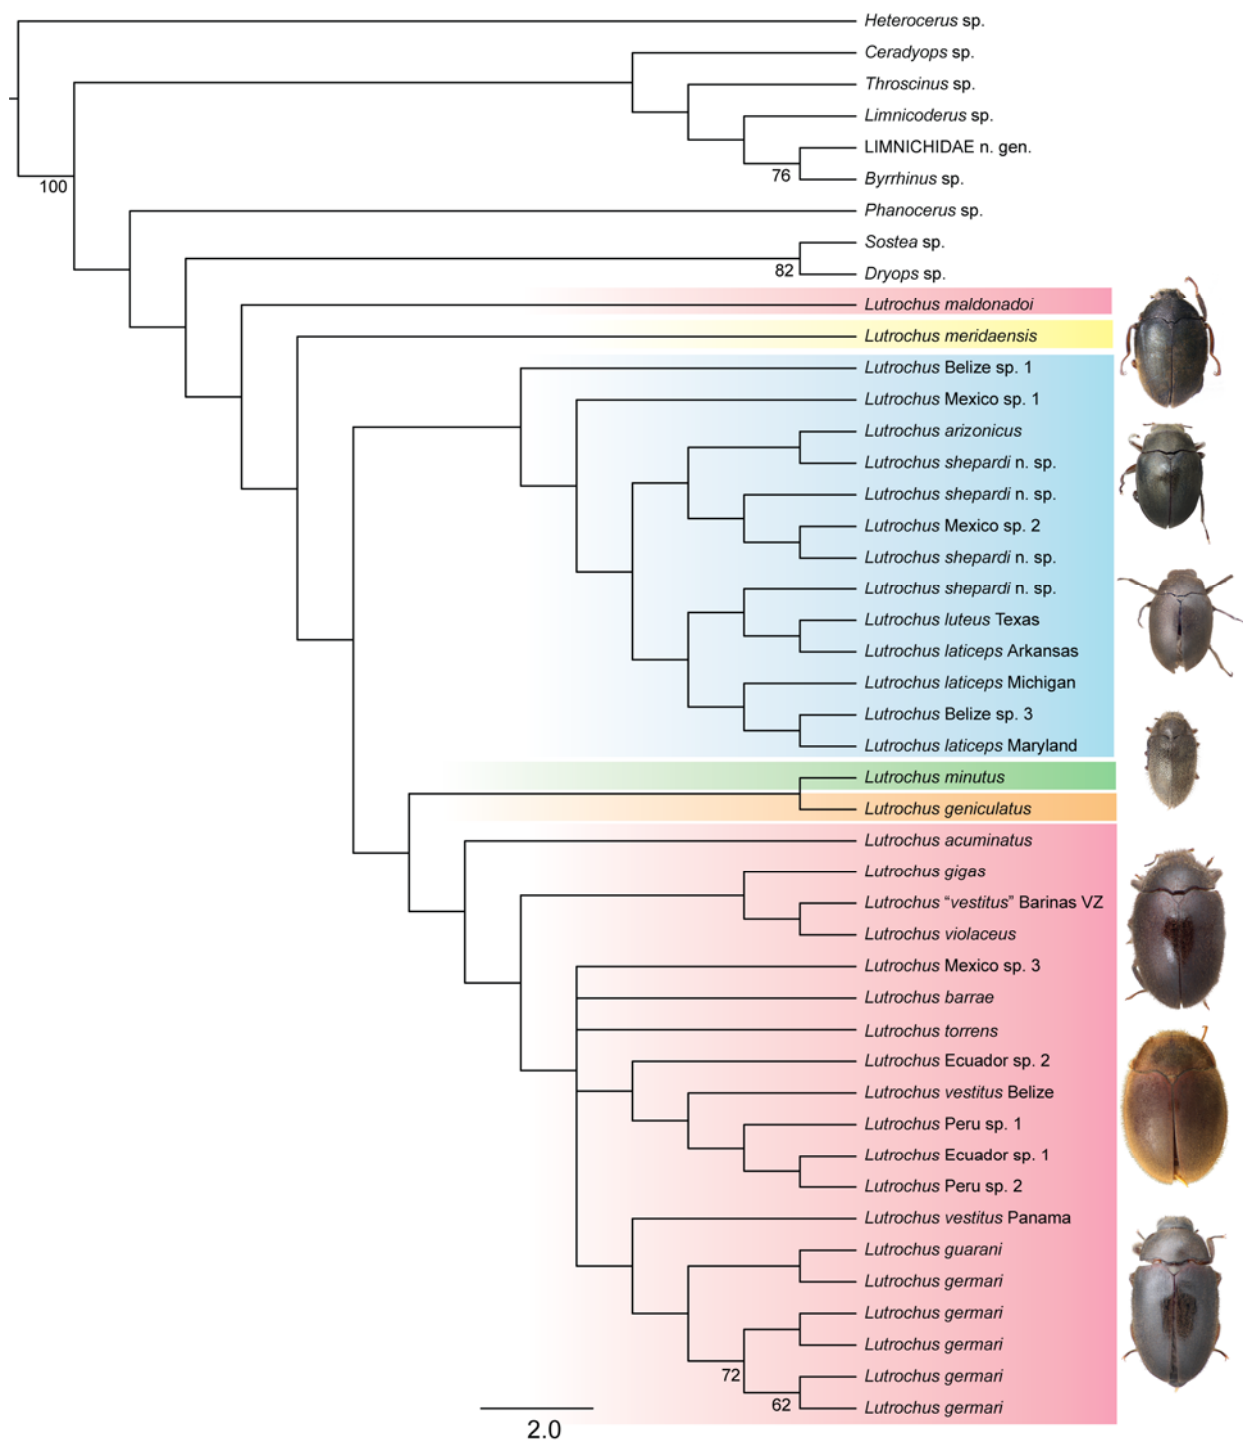 Heterocerus sp.
Ceradyops sp.
Throscinus sp.
Limnicoderus sp.
LIMNICHIDAE n. gen.
76
Byrrhinus sp.
100
Phanocerus sp.
Sostea sp.
82
Dryops sp.
Lutrochus maldonadoi
Lutrochus meridaensis
Lutrochus Belize sp. 1
Lutrochus Mexico sp. 1
Lutrochus arizonicus
Lutrochus shepardi n. sp.
Lutrochus shepardi n. sp.
Lutrochus Mexico sp. 2
Lutrochus shepardi n. sp.
Lutrochus shepardi n. sp.
Lutrochus luteus Texas
Lutrochus laticeps Arkansas
Lutrochus laticeps Michigan
Lutrochus Belize sp. 3
Lutrochus laticeps Maryland
Lutrochus minutus
Lutrochus geniculatus
Lutrochus acuminatus
Lutrochus gigas
Lutrochus “vestitus” Barinas VZ
Lutrochus violaceus
Lutrochus Mexico sp. 3
Lutrochus barrae
Lutrochus torrens
Lutrochus Ecuador sp. 2
Lutrochus vestitus Belize
Lutrochus Peru sp. 1
Lutrochus Ecuador sp. 1
Lutrochus Peru sp. 2
Lutrochus vestitus Panama
Lutrochus guarani
Lutrochus germari
Lutrochus germari
Lutrochus germari
72
Lutrochus germari
62
Lutrochus germari
2.0